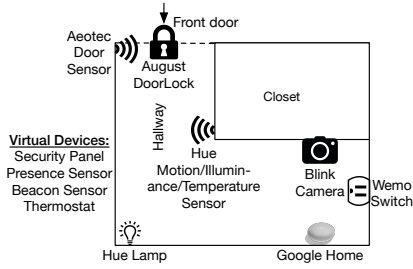 Front door
Aeotec
Door
Sensor
August
DoorLock
Closet
Hallway
Hue
Motion/Illumin-
ance/Temperature
Sensor
Virtual Devices:
Security Panel
Presence Sensor
Beacon Sensor
Thermostat
Blink
Camera
Wemo
Switch
Hue Lamp
Google Home